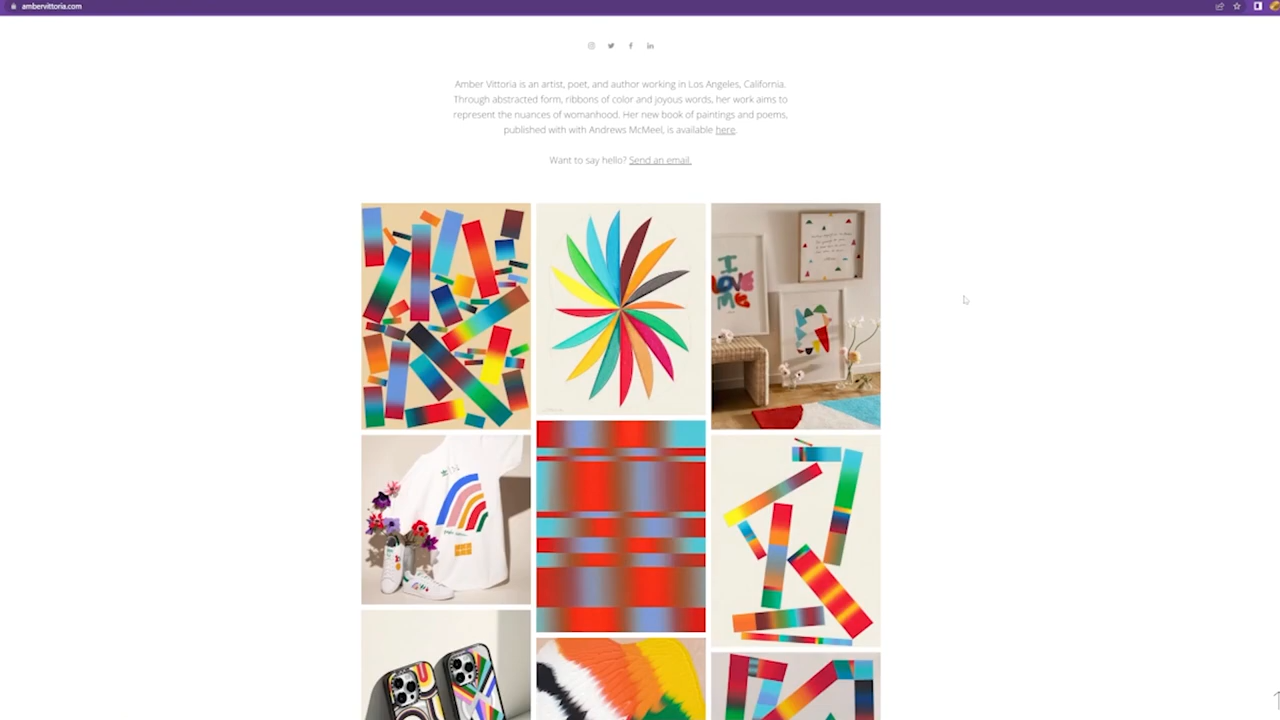 ambervittoria.com
Amber Vittoria is an artist, poet, and author working in Los Angeles, California.
Through abstracted form, ribbons of color and joyous words, her work aims to
represent the nuances of womanhood. Her new book of paintings and poems,
published with with Andrews McMeel, is available here.
Want to say hello? Send an email.
I
LOVE
ME